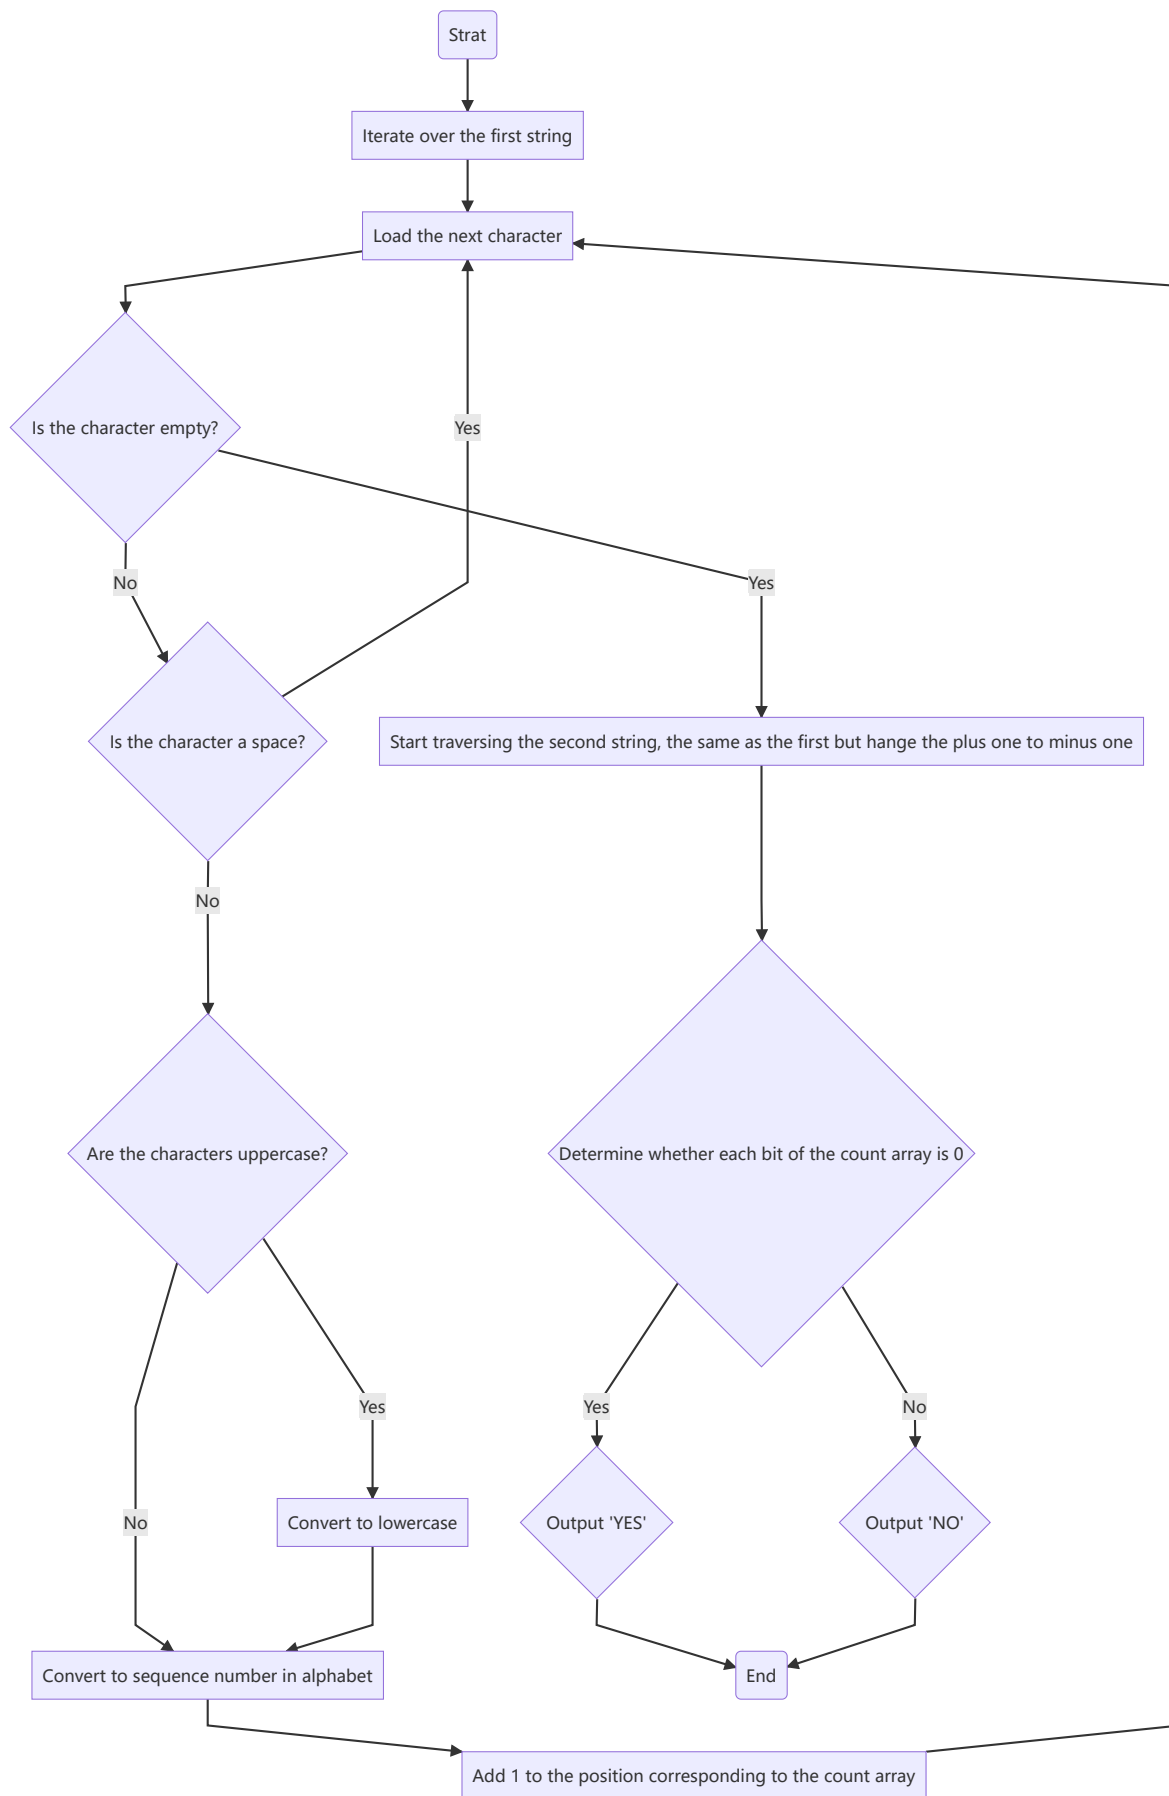 Strat
Iterate over the first string
Load the next character
Is the character empty?
Yes
No
Yes
Is the character a space?
Start traversing the second string, the same as the first but hange the plus one to minus one
No
Are the characters uppercase?
Determine whether each bit of the count array is 0
Yes
Yes
No
No
Convert to lowercase
Output 'YES'
Output 'NO'
Convert to sequence number in alphabet
End
Add 1 to the position corresponding to the count array